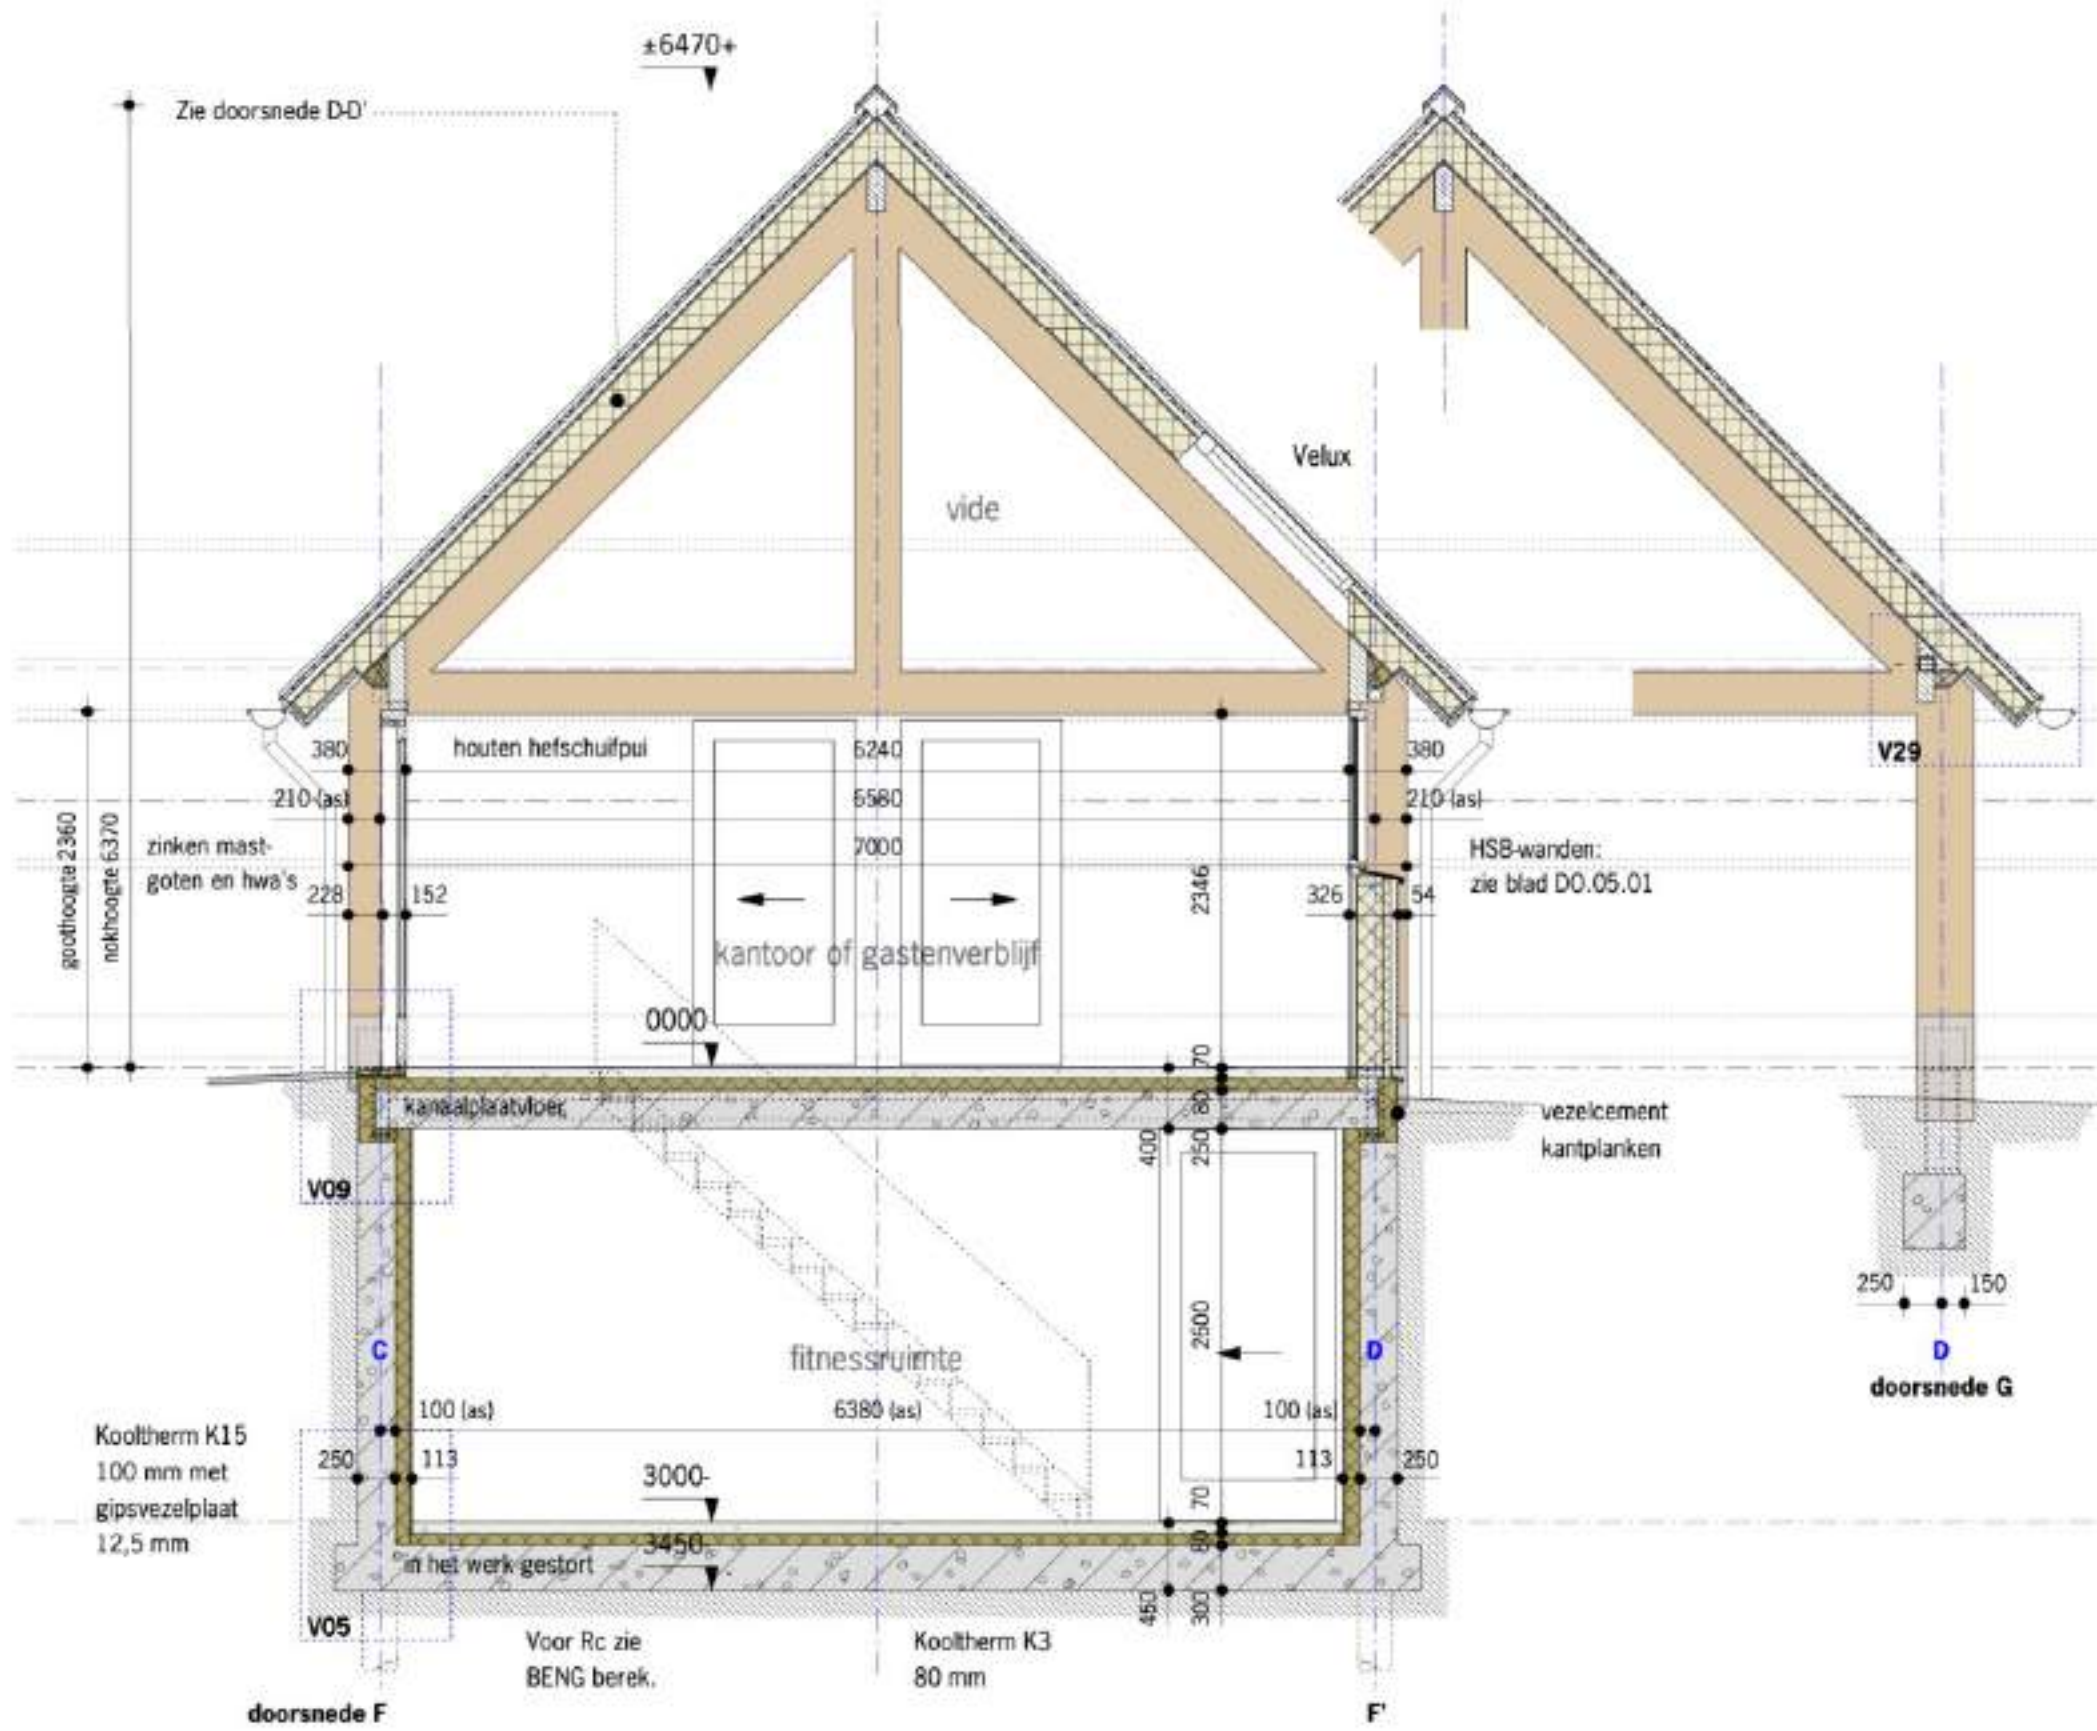 ±6470+
Zie doorsnede D-D'
Velux
vide
380
houten hefschuifpui
6240
380
V29
210 (as)
6580
210 (as)
goothoogte 2360
nokhoogte 6370
zinken mast-
goten en hwa's
7000
HSB-wanden:
zie blad DO.05.01
228
152
2346
326
54
kantoor of gastenverblijf
0000
70
kanaalplaatvloer
80
vezelcement
kantplanken
400
250
V09
2500
250
150
C
fitnessruimte
D
D
doorsnede G
100 (as)
6380 (as)
100 (as)
Kooltherm K15
100 mm met
gipsvezelplaat
12,5 mm
250
113
3000-
113
250
70
3450-
80
in het werk gestort
450
300
V05
Voor Rc zie
BENG berek.
Kooltherm K3
80 mm
doorsnede F
F'